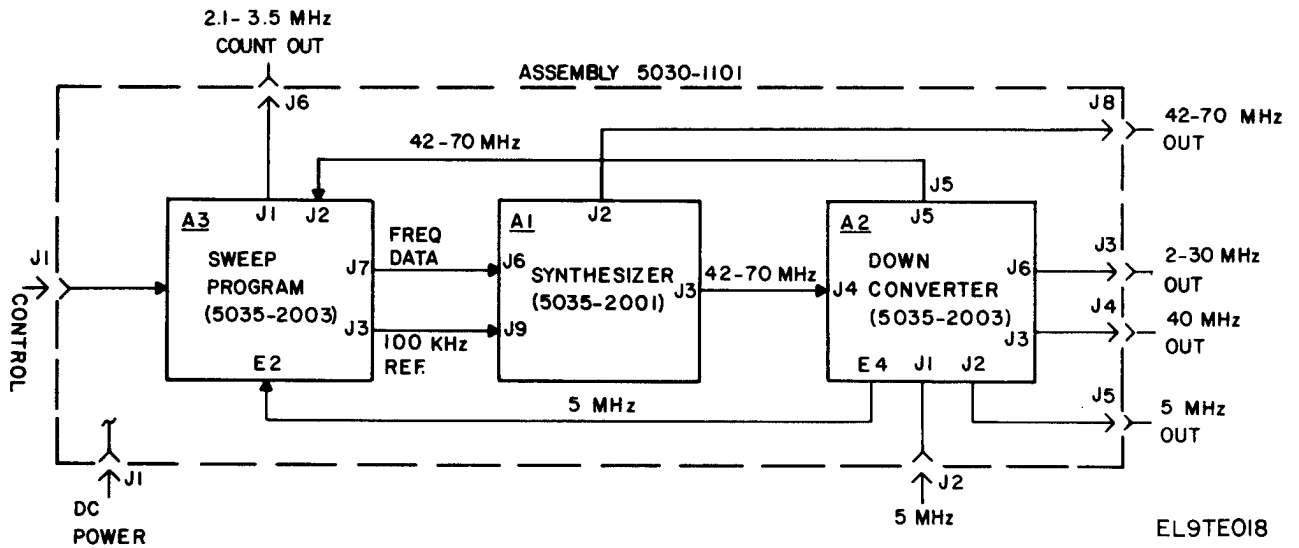 2.1-3.5 MHz
COUNT OUT
ASSEMBLY 5030-1101
J6
J8
42-70 MHz
OUT
42-70 MHz
J5
A3
J1 J2
SWEEP
PROGRAM
(5035-2003)
J7
J3
E2
FREQ
DATA
100 KHz
REF.
A1
J2
J6
SYNTHESIZER
(5035-2001)
J3
J9
42-70 MHz
A2
J5
DOWN
CONVERTER
(5035-2003)
J4
J6
J3
E4 J1 J2
J3
2-30 MHz
OUT
J4
40 MHz
OUT
J5
5 MHz
OUT
J1
CONTROL
5 MHz
J1
DC
POWER
J2
5 MHz
EL9TE018